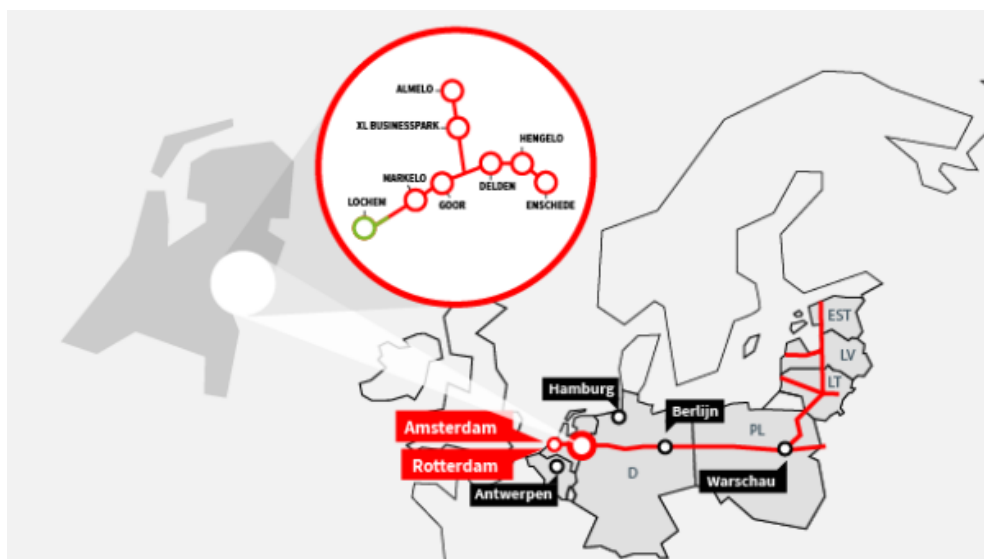 ALMELO
XL BUSINESSPARK
HENGELO
MARKELO
DELDEN
LOCHEM
GOOR
ENSCHEDE
EST
LV
LT
Hamburg
Berlijn
Amsterdam
PL
Rotterdam
D
Warschau
Antwerpen